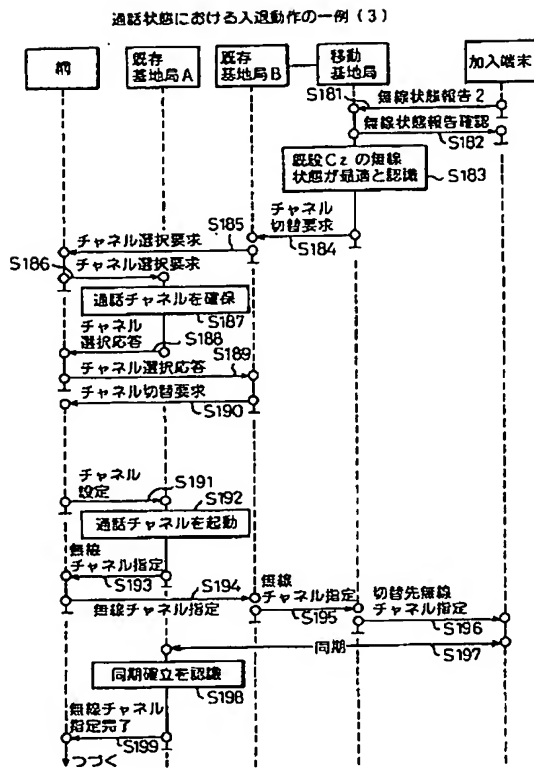 通話状態における入退動作の一例 (3)
網
既存
基地局A
既存
基地局B
移動
基地局
加入端末
S181
無線状態報告2
無線状態報告確認
S182
既設Czの無線
状態が最適と認識
S183
チャネル
切替要求
S184
S185
チャネル選択要求
S186
チャネル選択要求
通話チャネルを確保
S187
チャネル
選択応答
S188
S189
チャネル選択応答
チャネル切替要求
S190
チャネル
設定
S191
S192
通話チャネルを起動
無線
チャネル指定
S193
S194
無線チャネル指定
無線
チャネル指定
S195
切替先無線
チャネル指定
S196
同期
S197
同期確立を認識
S198
無線チャネル
指定完了
S199
つづく